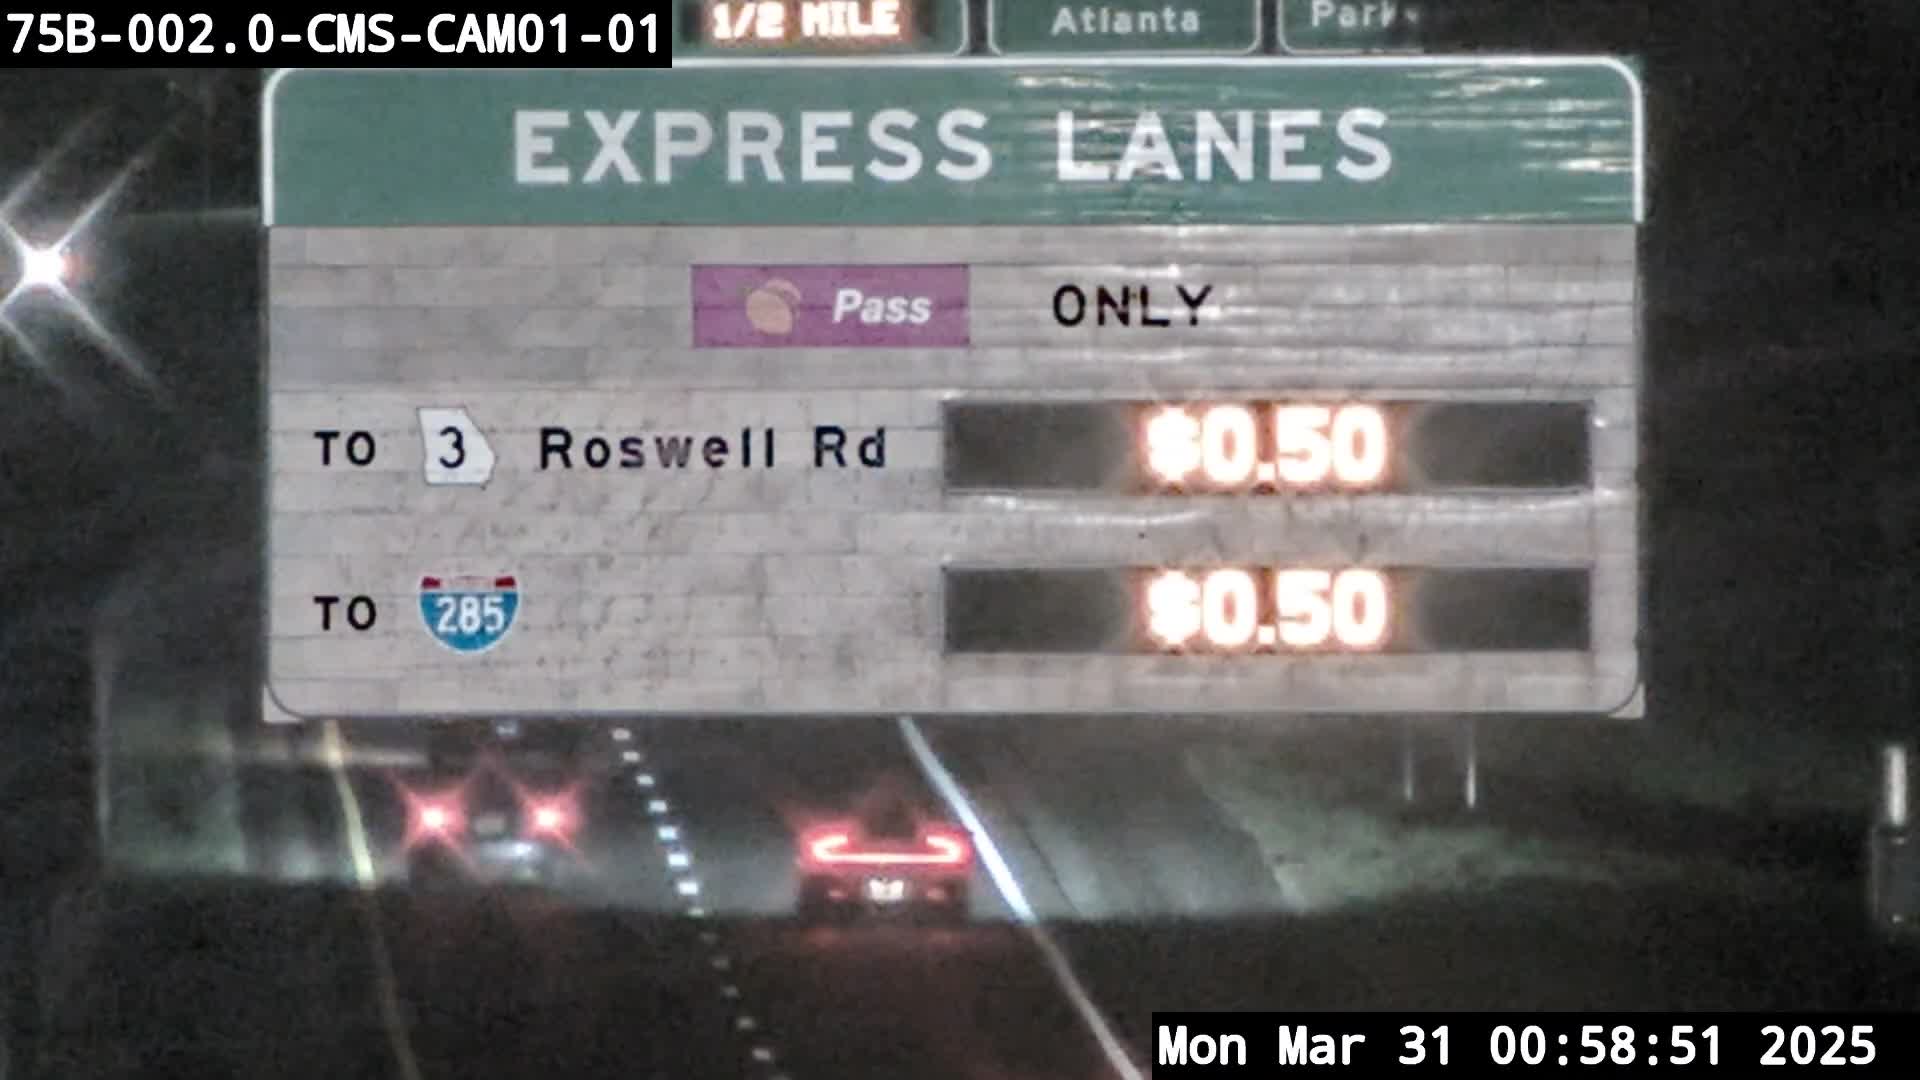 75B-002.0-CMS-CAM01-01
1/2 MILE
Atlanta
EXPRESS LANES
Pass ONLY
TO 3 Roswell Rd $0.50
TO 285 $0.50
Mon Mar 31 00:58:51 2025